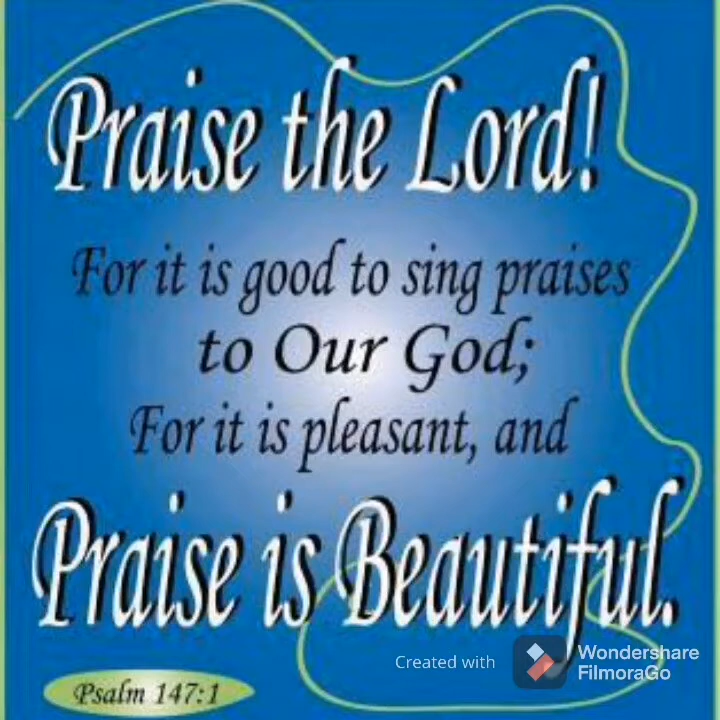 Praise the Lord!
For it is good to sing praises
to Our God;
For it is pleasant, and
Praise is Beautiful.
Created with Wondershare
FilmoraGo
Psalm 147:1